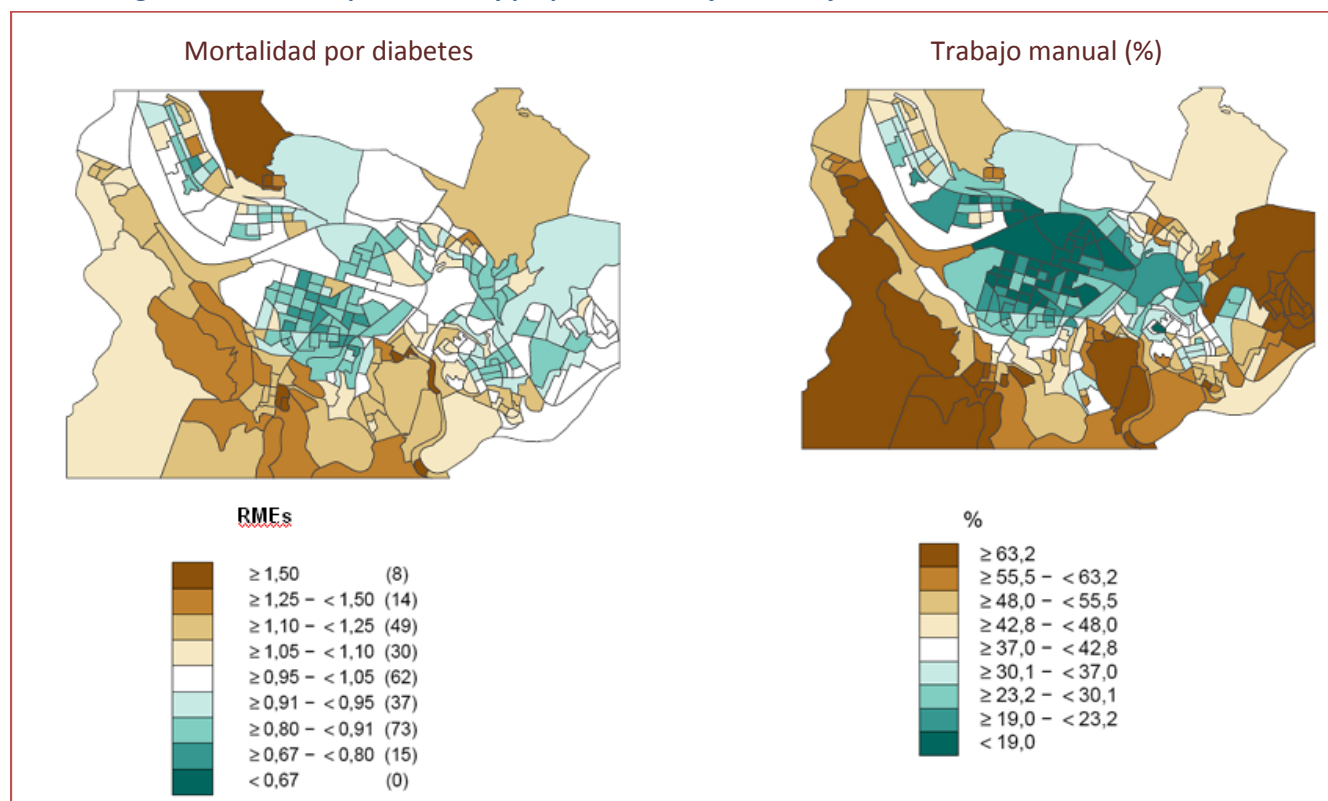 Mortalidad por diabetes
Trabajo manual (%)
RMEs
≥ 1,50 (8)
≥ 1,25 – < 1,50 (14)
≥ 1,10 – < 1,25 (49)
≥ 1,05 – < 1,10 (30)
≥ 0,95 – < 1,05 (62)
≥ 0,91 – < 0,95 (37)
≥ 0,80 – < 0,91 (73)
≥ 0,67 – < 0,80 (15)
< 0,67 (0)
%
≥ 63,2
≥ 55,5 – < 63,2
≥ 48,0 – < 55,5
≥ 42,8 – < 48,0
≥ 37,0 – < 42,8
≥ 30,1 – < 37,0
≥ 23,2 – < 30,1
≥ 19,0 – < 23,2
< 19,0